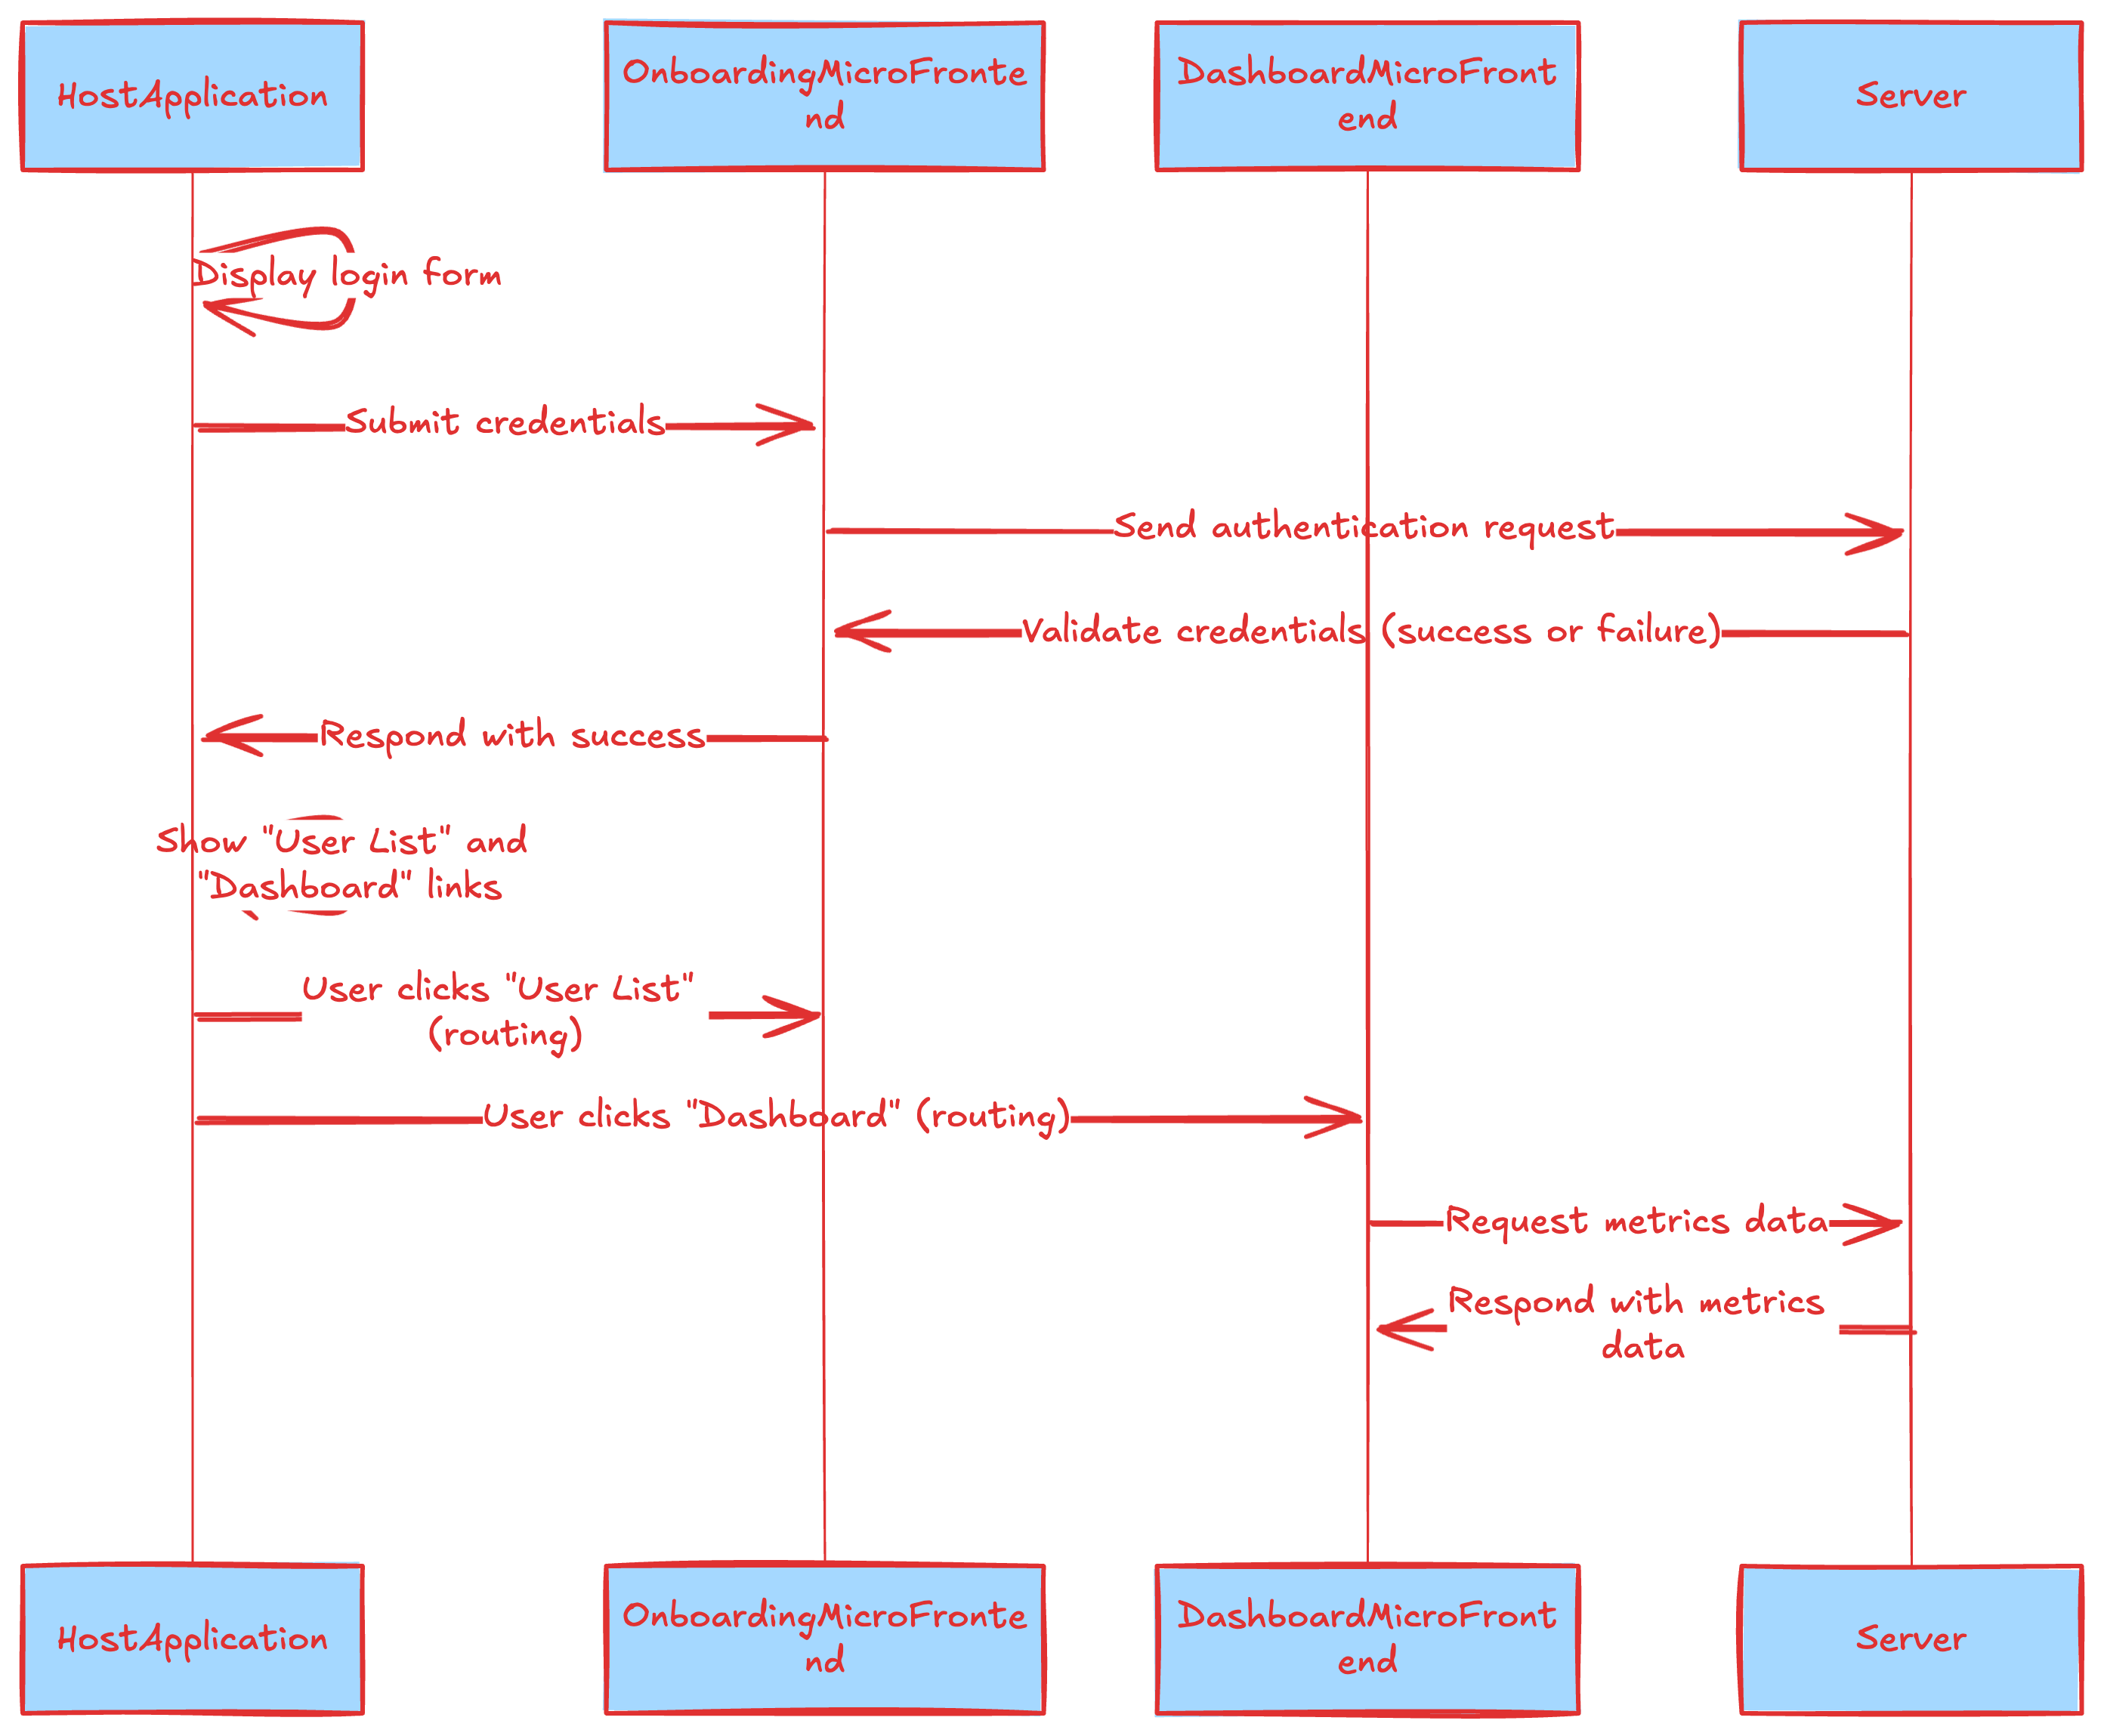 HostApplication
OnboardingMicroFronte
nd
DashboardMicroFront
end
Server
Display login form
Submit credentials
Send authentication request
Validate credentials (success or failure)
Respond with success
Show "User List" and
"Dashboard" links
User clicks "User List"
(routing)
User clicks "Dashboard" (routing)
Request metrics data
Respond with metrics
data
HostApplication
OnboardingMicroFronte
nd
DashboardMicroFront
end
Server